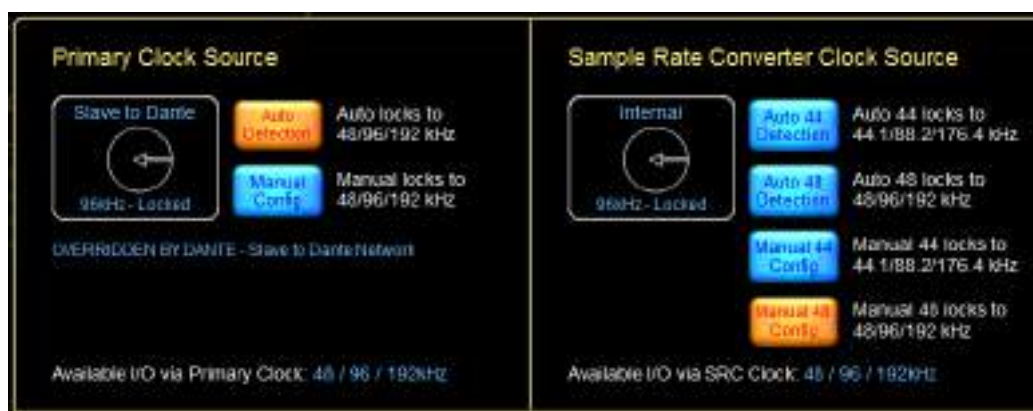 Primary Clock Source
Slave to Dante
96kHz - Locked
Auto Detection
Auto locks to
48/96/192 kHz
Manual Config
Manual locks to
48/96/192 kHz
OVERRIDDEN BY DANTE - Slave to Dante Network
Available I/O via Primary Clock: 48 / 96 / 192kHz
Sample Rate Converter Clock Source
Internal
96kHz - Locked
Auto 44
Detection
Auto 44 locks to
44.1/88.2/176.4 kHz
Auto 48
Detection
Auto 48 locks to
48/96/192 kHz
Manual 44
Config
Manual 44 locks to
44.1/88.2/176.4 kHz
Manual 48
Config
Manual 48 locks to
48/96/192 kHz
Available I/O via SRC Clock: 48 / 96 / 192kHz